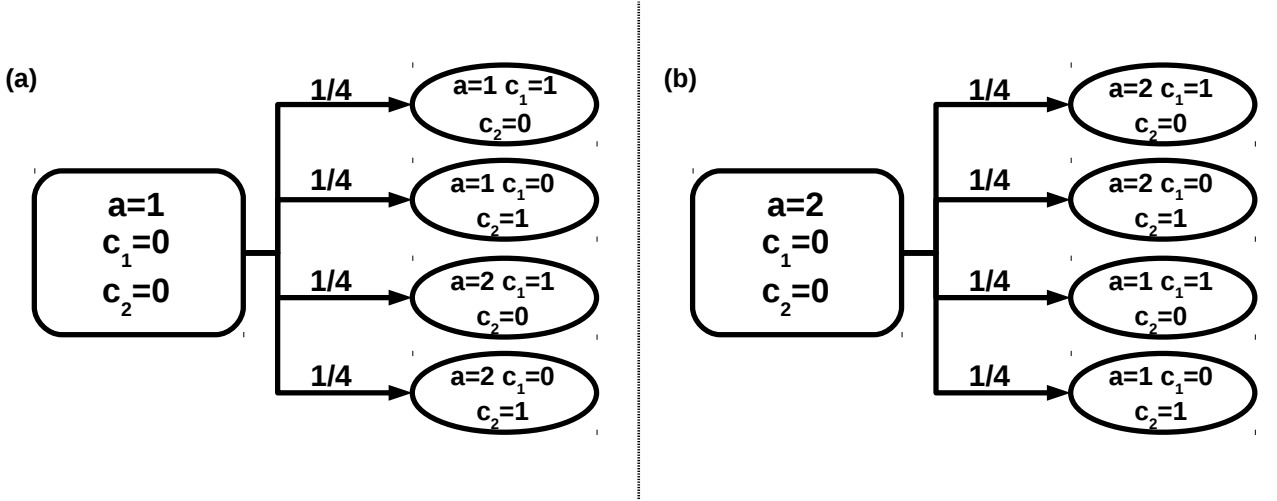 (a)
a=1
c₁=0
c₂=0
1/4
a=1 c₁=1
c₂=0
1/4
a=1 c₁=0
c₂=1
1/4
a=2 c₁=1
c₂=0
1/4
a=2 c₁=0
c₂=1
(b)
a=2
c₁=0
c₂=0
1/4
a=2 c₁=1
c₂=0
1/4
a=2 c₁=0
c₂=1
1/4
a=1 c₁=1
c₂=0
1/4
a=1 c₁=0
c₂=1